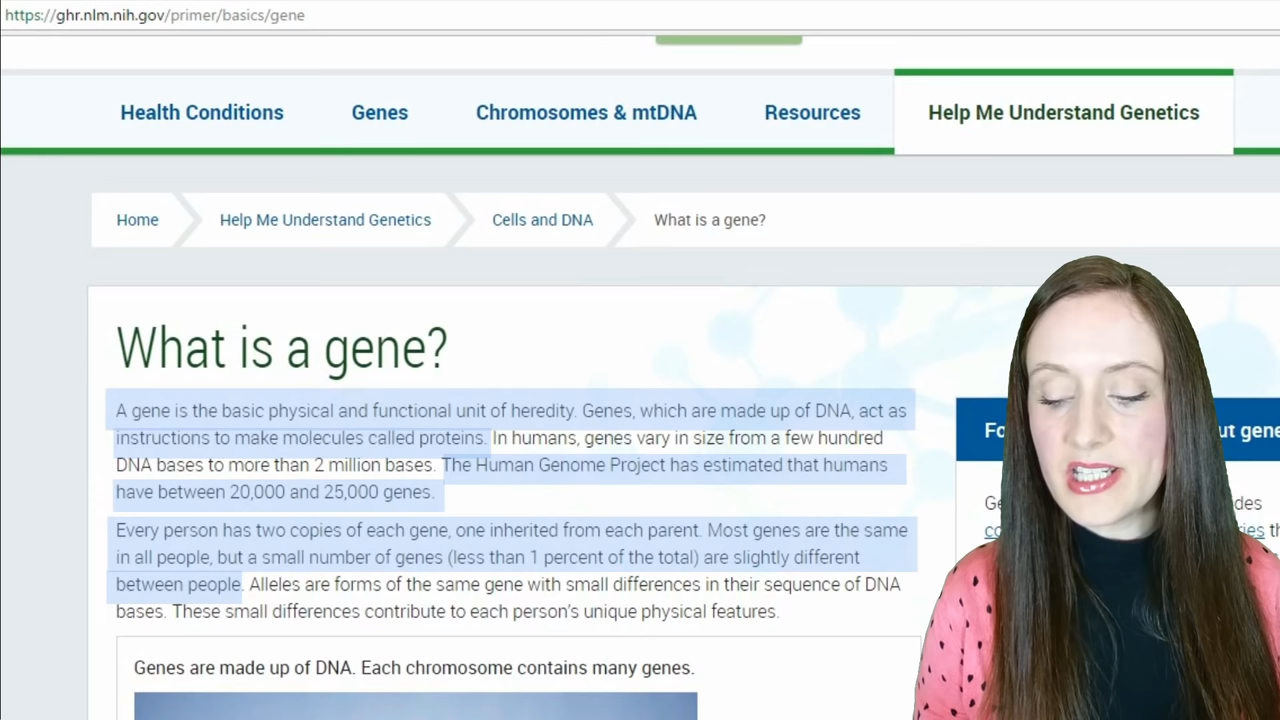 https://ghr.nlm.nih.gov/primer/basics/gene
Health Conditions Genes Chromosomes & mtDNA Resources Help Me Understand Genetics
Home Help Me Understand Genetics Cells and DNA What is a gene?
What is a gene?
A gene is the basic physical and functional unit of heredity. Genes, which are made up of DNA, act as
instructions to make molecules called proteins. In humans, genes vary in size from a few hundred
DNA bases to more than 2 million bases. The Human Genome Project has estimated that humans
have between 20,000 and 25,000 genes.
Every person has two copies of each gene, one inherited from each parent. Most genes are the same
in all people, but a small number of genes (less than 1 percent of the total) are slightly different
between people. Alleles are forms of the same gene with small differences in their sequence of DNA
bases. These small differences contribute to each person's unique physical features.
Genes are made up of DNA. Each chromosome contains many genes.